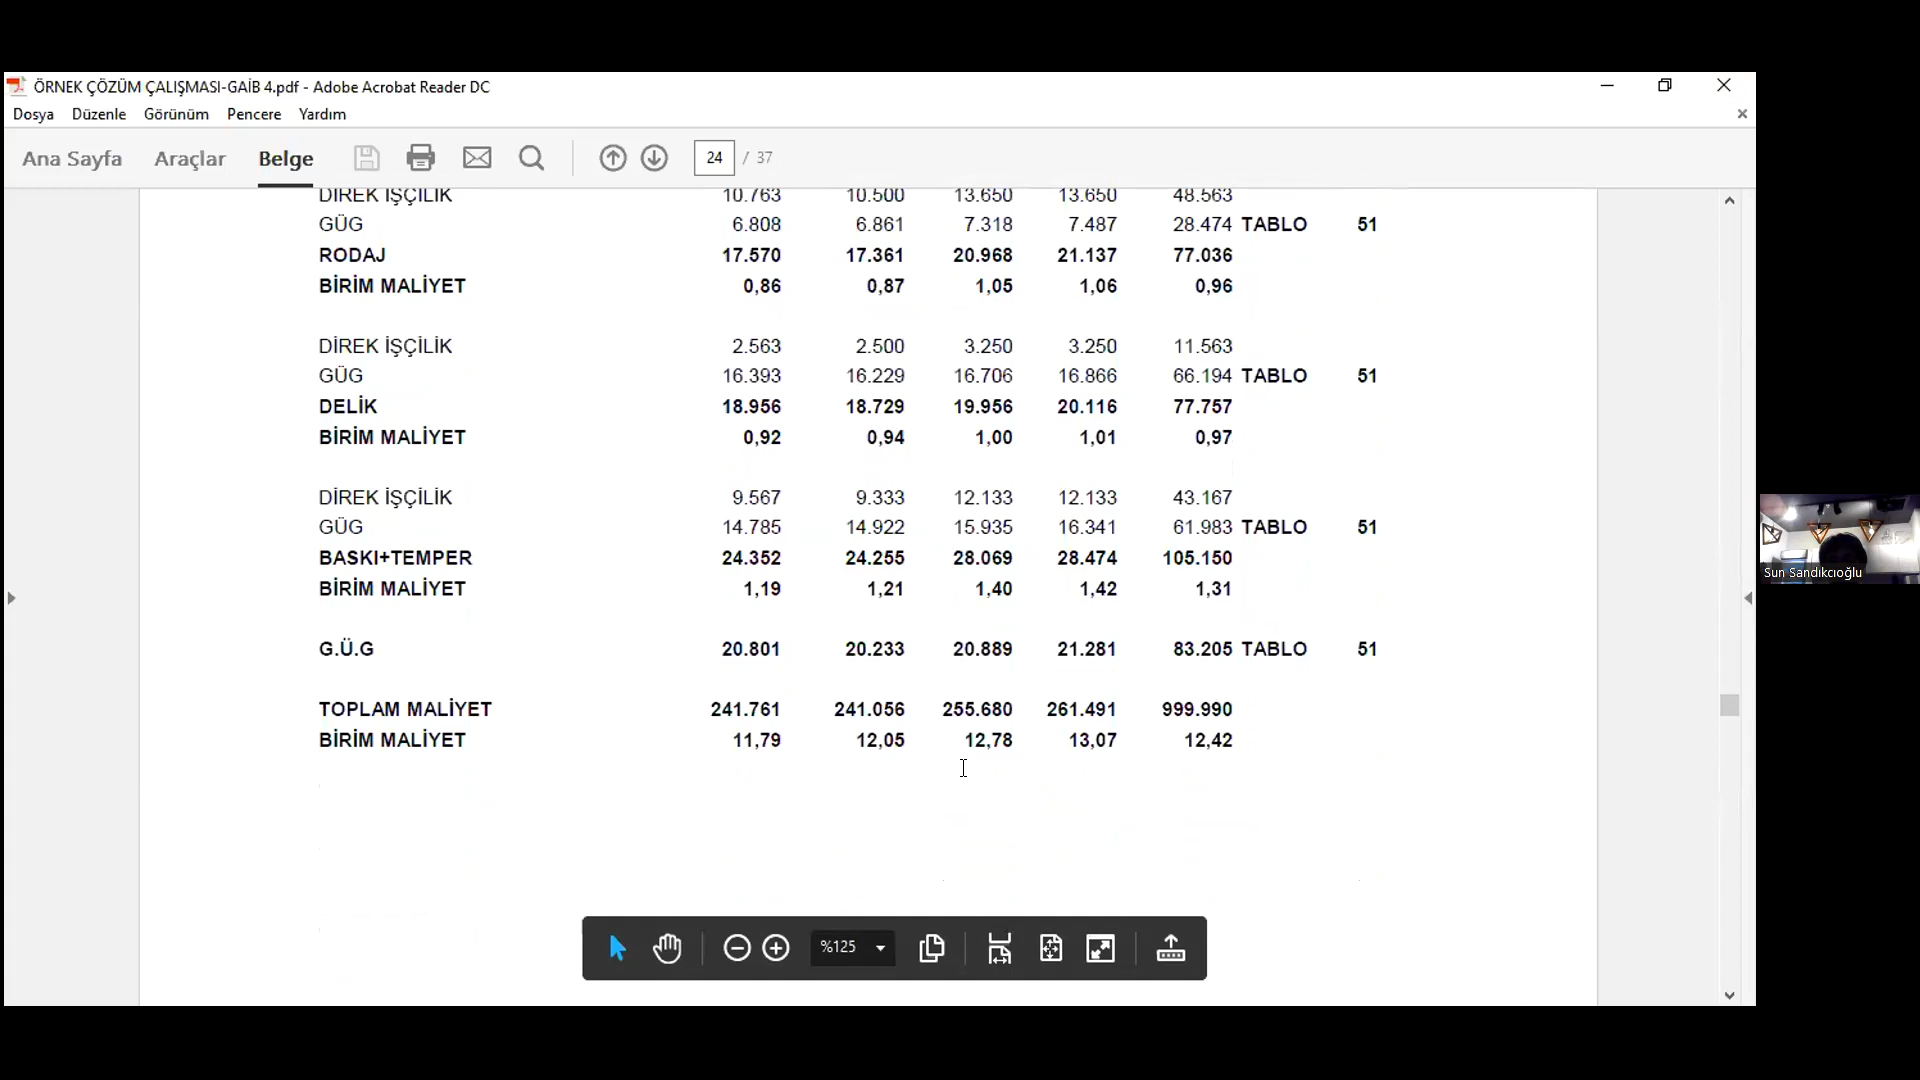 ÖRNEK ÇÖZÜM ÇALIŞMASI-GAİB 4.pdf - Adobe Acrobat Reader DC
Dosya Düzenle Görünüm Pencere Yardım
Ana Sayfa Araçlar Belge 24 / 37
DİREK İŞÇİLİK 10.763 10.500 13.650 13.650 48.563
GÜG 6.808 6.861 7.318 7.487 28.474 TABLO 51
RODAJ 17.570 17.361 20.968 21.137 77.036
BİRİM MALİYET 0,86 0,87 1,05 1,06 0,96
DİREK İŞÇİLİK 2.563 2.500 3.250 3.250 11.563
GÜG 16.393 16.229 16.706 16.866 66.194 TABLO 51
DELİK 18.956 18.729 19.956 20.116 77.757
BİRİM MALİYET 0,92 0,94 1,00 1,01 0,97
DİREK İŞÇİLİK 9.567 9.333 12.133 12.133 43.167
GÜG 14.785 14.922 15.935 16.341 61.983 TABLO 51
BASKI+TEMPER 24.352 24.255 28.069 28.474 105.150
BİRİM MALİYET 1,19 1,21 1,40 1,42 1,31
G.Ü.G 20.801 20.233 20.889 21.281 83.205 TABLO 51
TOPLAM MALİYET 241.761 241.056 255.680 261.491 999.990
BİRİM MALİYET 11,79 12,05 12,78 13,07 12,42
%125
Sun Sandıkcıoğlu